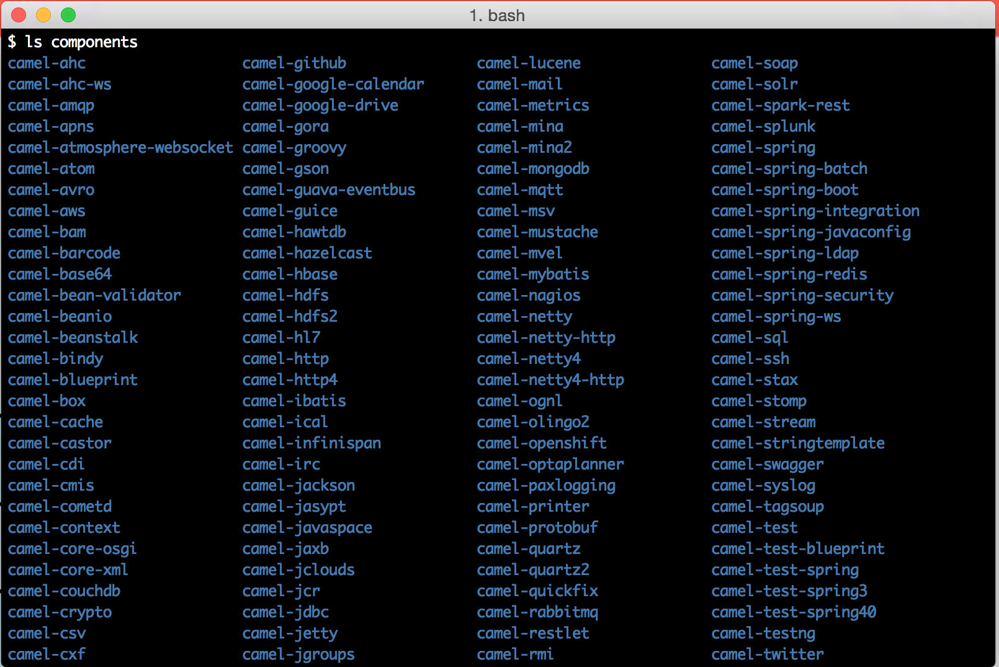 1. bash
$ ls components
camel-ahc camel-github camel-lucene camel-soap
camel-ahc-ws camel-google-calendar camel-mail camel-solr
camel-amqp camel-google-drive camel-metrics camel-spark-rest
camel-apns camel-gora camel-mina camel-splunk
camel-atmosphere-websocket camel-groovy camel-mina2 camel-spring
camel-atom camel-gson camel-mongodb camel-spring-batch
camel-avro camel-guava-eventbus camel-mqtt camel-spring-boot
camel-aws camel-guice camel-msv camel-spring-integration
camel-bam camel-hawtdb camel-mustache camel-spring-javaconfig
camel-barcode camel-hazelcast camel-mvel camel-spring-ldap
camel-base64 camel-hbase camel-mybatis camel-spring-redis
camel-bean-validator camel-hdfs camel-nagios camel-spring-security
camel-beanio camel-hdfs2 camel-netty camel-spring-ws
camel-beanstalk camel-hl7 camel-netty-http camel-sql
camel-bindy camel-http camel-netty4 camel-ssh
camel-blueprint camel-http4 camel-netty4-http camel-stax
camel-box camel-ibatis camel-ognl camel-stomp
camel-cache camel-ical camel-olingo2 camel-stream
camel-castor camel-infinispan camel-openshift camel-stringtemplate
camel-cdi camel-irc camel-optaplanner camel-swagger
camel-cmis camel-jackson camel-paxlogging camel-syslog
camel-cometd camel-jasypt camel-printer camel-tagsoup
camel-context camel-javaspace camel-protobuf camel-test
camel-core-osgi camel-jaxb camel-quartz camel-test-blueprint
camel-core-xml camel-jclouds camel-quartz2 camel-test-spring
camel-couchdb camel-jcr camel-quickfix camel-test-spring3
camel-crypto camel-jdbc camel-rabbitmq camel-test-spring40
camel-csv camel-jetty camel-restlet camel-testng
camel-cxf camel-jgroups camel-rmi camel-twitter